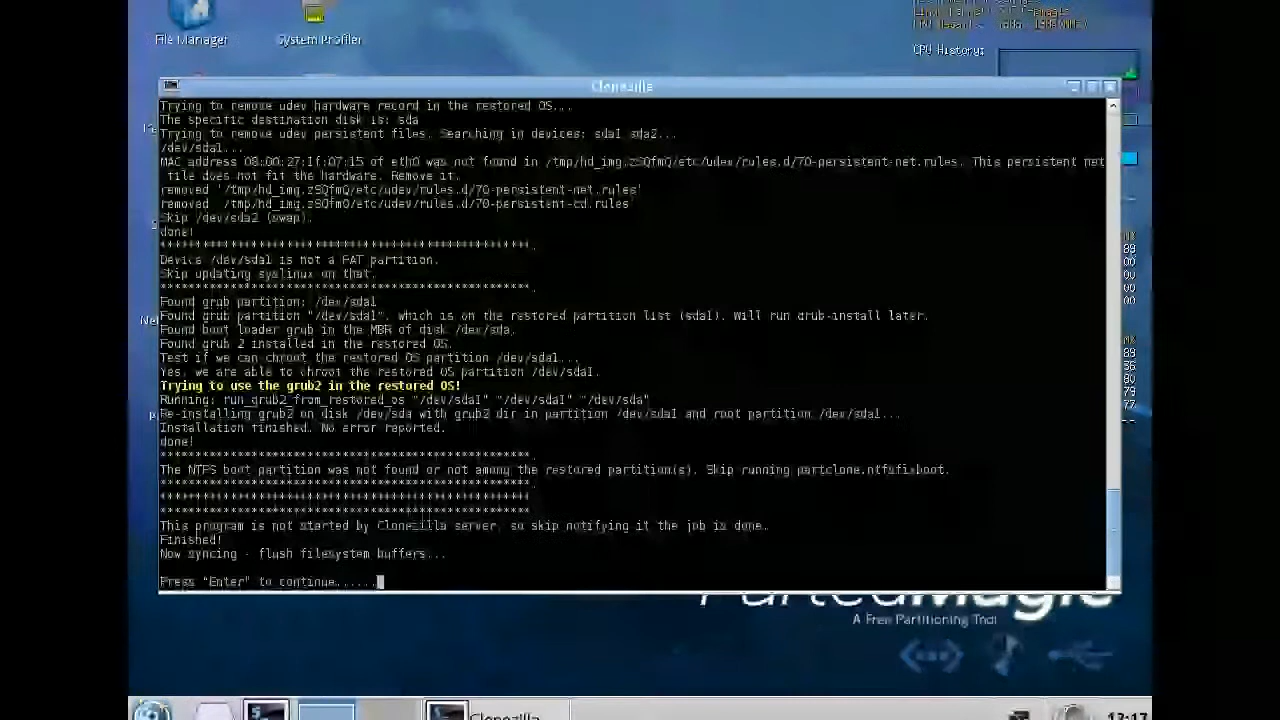 File Manager
System Profiler
CPU History:
Clonezilla
Trying to remove udev hardware record in the restored OS...
The specific destination disk is: sda
Trying to remove udev persistent files. Searching in devices: sda1 sda2...
/dev/sda1...
MAC address 08:00:27:1f:07:15 of eth0 was not found in /tmp/hd_img.zSQfmQ/etc/udev/rules.d/70-persistent-net.rules. This persistent net
file does not fit the hardware. Remove it.
removed '/tmp/hd_img.zSQfmQ/etc/udev/rules.d/70-persistent-net.rules'
removed '/tmp/hd_img.zSQfmQ/etc/udev/rules.d/70-persistent-cd.rules'
Skip /dev/sda2 (swap).
done!
*****************************************************.
Device /dev/sda1 is not a FAT partition.
Skip updating syslinux on that.
*****************************************************.
Found grub partition: /dev/sda1
Found grub partition "/dev/sda1", which is on the restored partition list (sda1). Will run grub-install later.
Found boot loader grub in the MBR of disk /dev/sda.
Found grub 2 installed in the restored OS.
Test if we can chroot the restored OS partition /dev/sda1...
Yes, we are able to chroot the restored OS partition /dev/sda1.
Trying to use the grub2 in the restored OS!
Running: run_grub2_from_restored_os "/dev/sda1" "/dev/sda1" "/dev/sda"
Re-installing grub2 on disk /dev/sda with grub2 dir in partition /dev/sda1 and root partition /dev/sda1...
Installation finished. No error reported.
done!
*****************************************************.
The NTFS boot partition was not found or not among the restored partition(s). Skip running partclone.ntfsfixboot.
*****************************************************.
*****************************************************.
*****************************************************.
This program is not started by Clonezilla server, so skip notifying it the job is done.
Finished!
Now syncing - flush filesystem buffers...
Press "Enter" to continue......
PartedMagic
A Free Partitioning Tool
Clonezilla
17:17